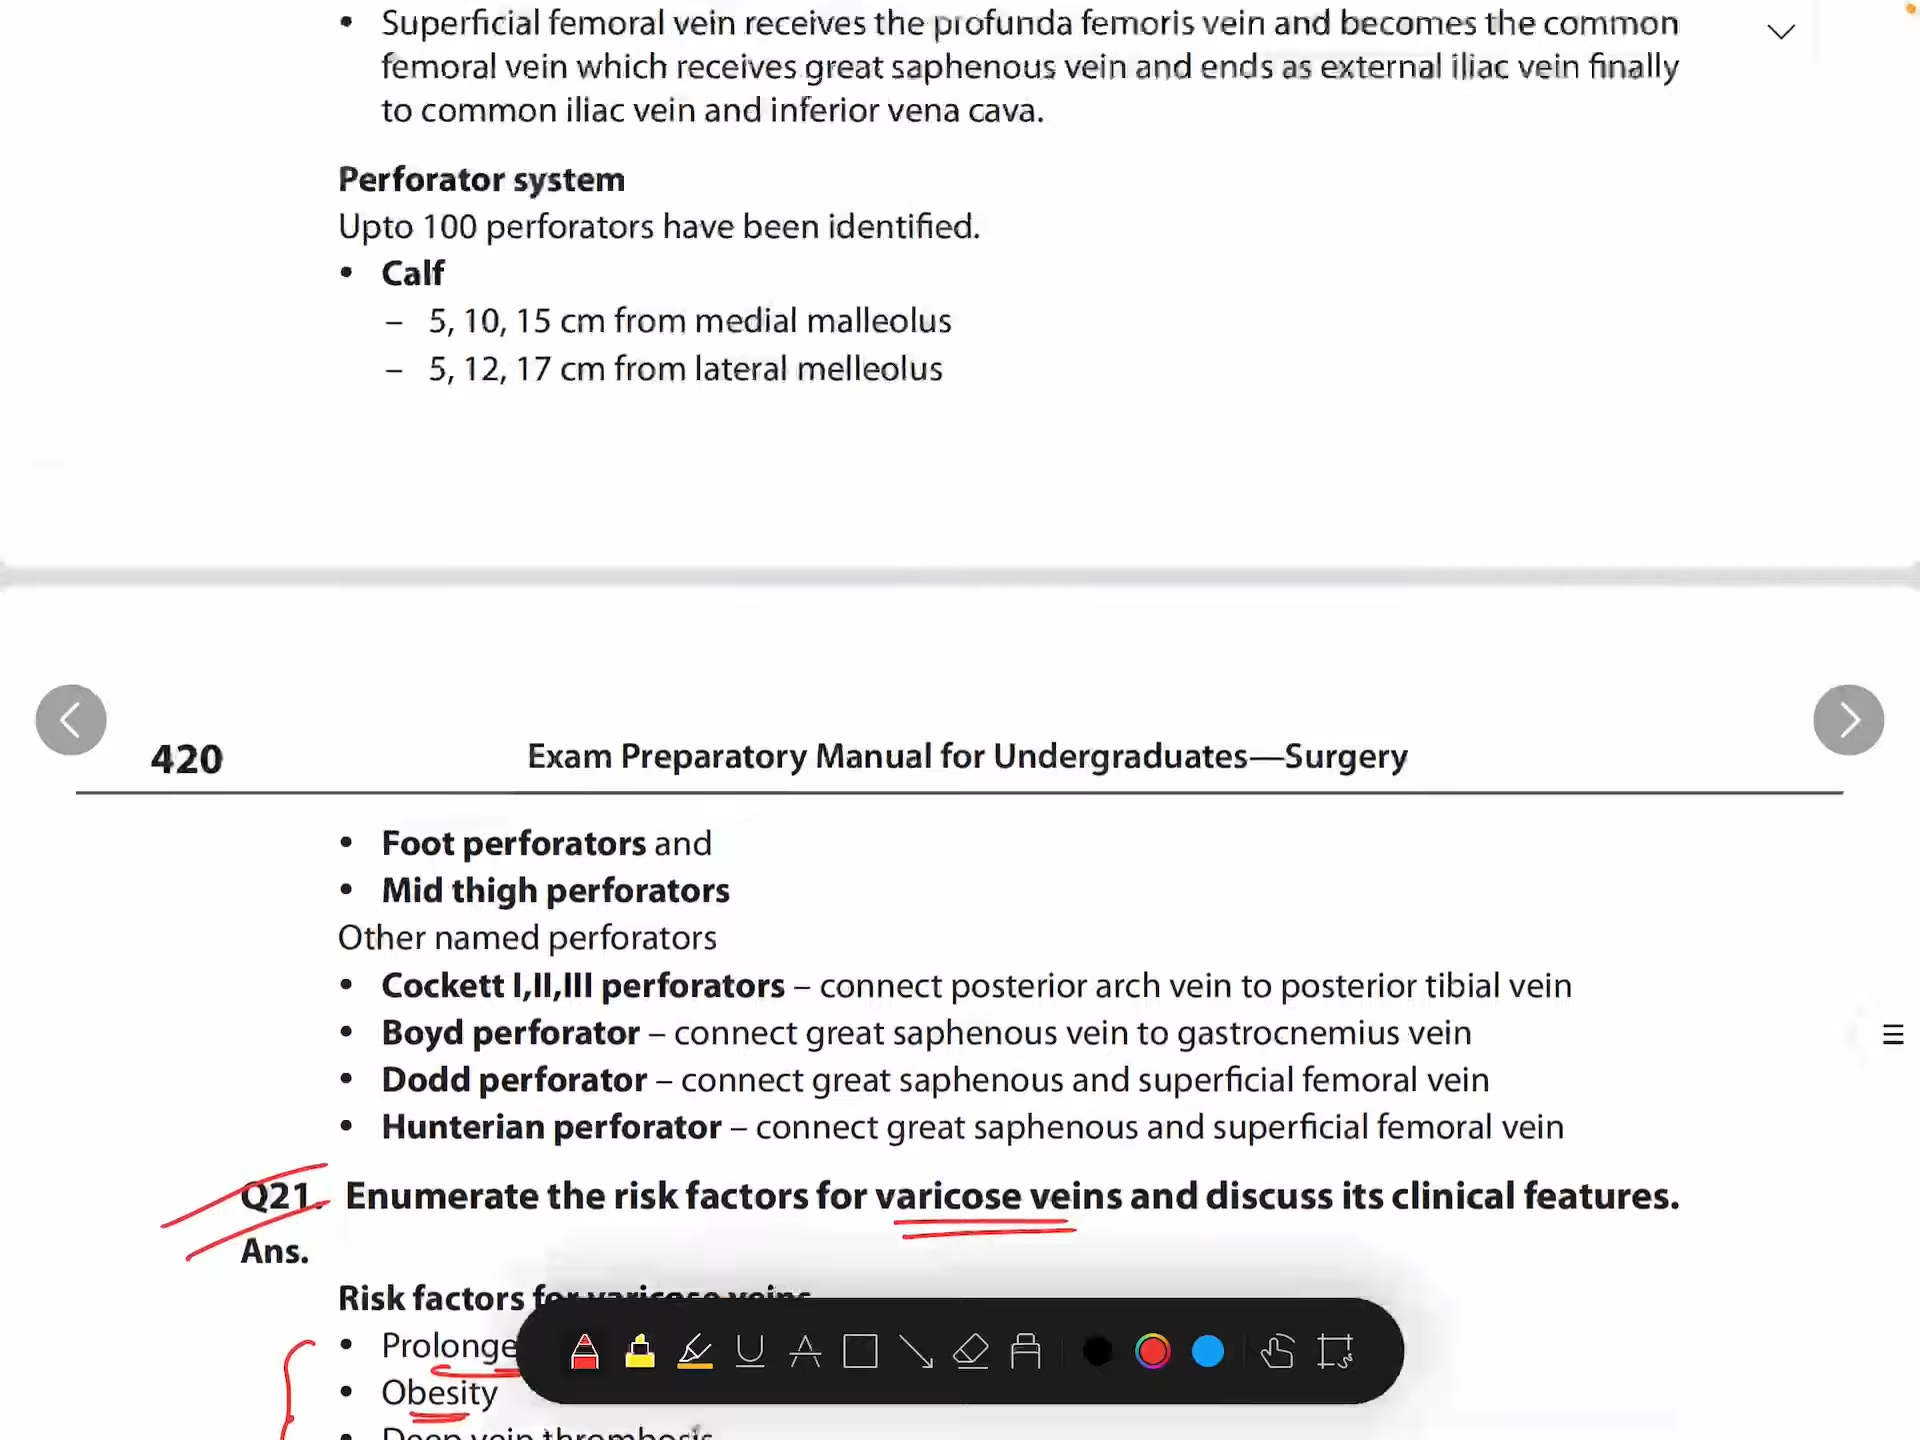 • Superficial femoral vein receives the profunda femoris vein and becomes the common
femoral vein which receives great saphenous vein and ends as external iliac vein finally
to common iliac vein and inferior vena cava.
Perforator system
Upto 100 perforators have been identified.
• Calf
– 5, 10, 15 cm from medial malleolus
– 5, 12, 17 cm from lateral melleolus
420 Exam Preparatory Manual for Undergraduates—Surgery
• Foot perforators and
• Mid thigh perforators
Other named perforators
• Cockett I,II,III perforators – connect posterior arch vein to posterior tibial vein
• Boyd perforator – connect great saphenous vein to gastrocnemius vein
• Dodd perforator – connect great saphenous and superficial femoral vein
• Hunterian perforator – connect great saphenous and superficial femoral vein
Q21. Enumerate the risk factors for varicose veins and discuss its clinical features.
Ans.
Risk factors for varicose veins
• Prolonge
• Obesity
• Deep vein thrombosis